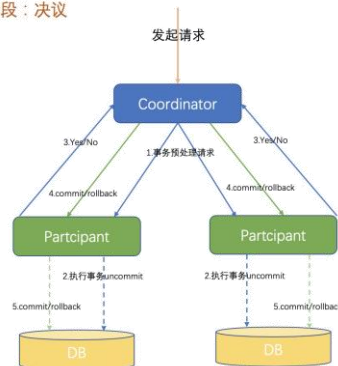 段：决议
发起请求
Coordinator
3.Yes/No
3.Yes/No
1.事务预处理请求
4.commit/rollback
4.commit/rollback
Partcipant
Partcipant
2.执行事务uncommit
2.执行事务uncommit
5.commit/rollback
5.commit/rollbac
DB
DB